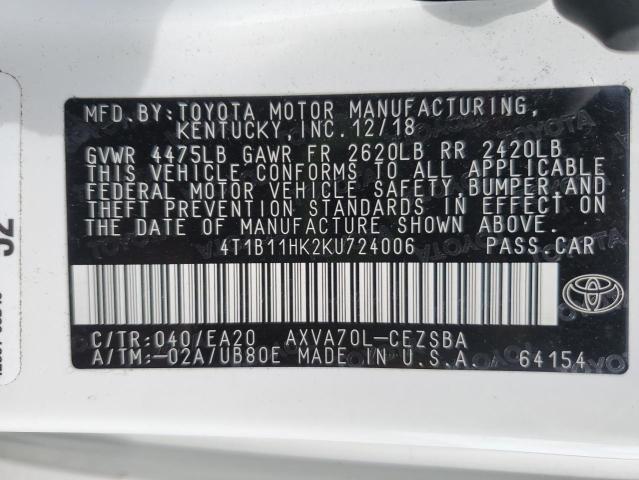 MFD.BY:TOYOTA MOTOR MANUFACTURING,
KENTUCKY,INC.12/18
GVWR 4475LB GAWR FR 2620LB RR 2420LB
THIS VEHICLE CONFORMS TO ALL APPLICABLE
FEDERAL MOTOR VEHICLE SAFETY,BUMPER,AND
THEFT PREVENTION STANDARDS IN EFFECT ON
THE DATE OF MANUFACTURE SHOWN ABOVE.
4T1B11HK2KU724006 PASS.CAR
C/TR:040/EA20 AXVA70L-CEZSBA
A/TM:-02A/UB80E MADE IN U.S.A. 64154